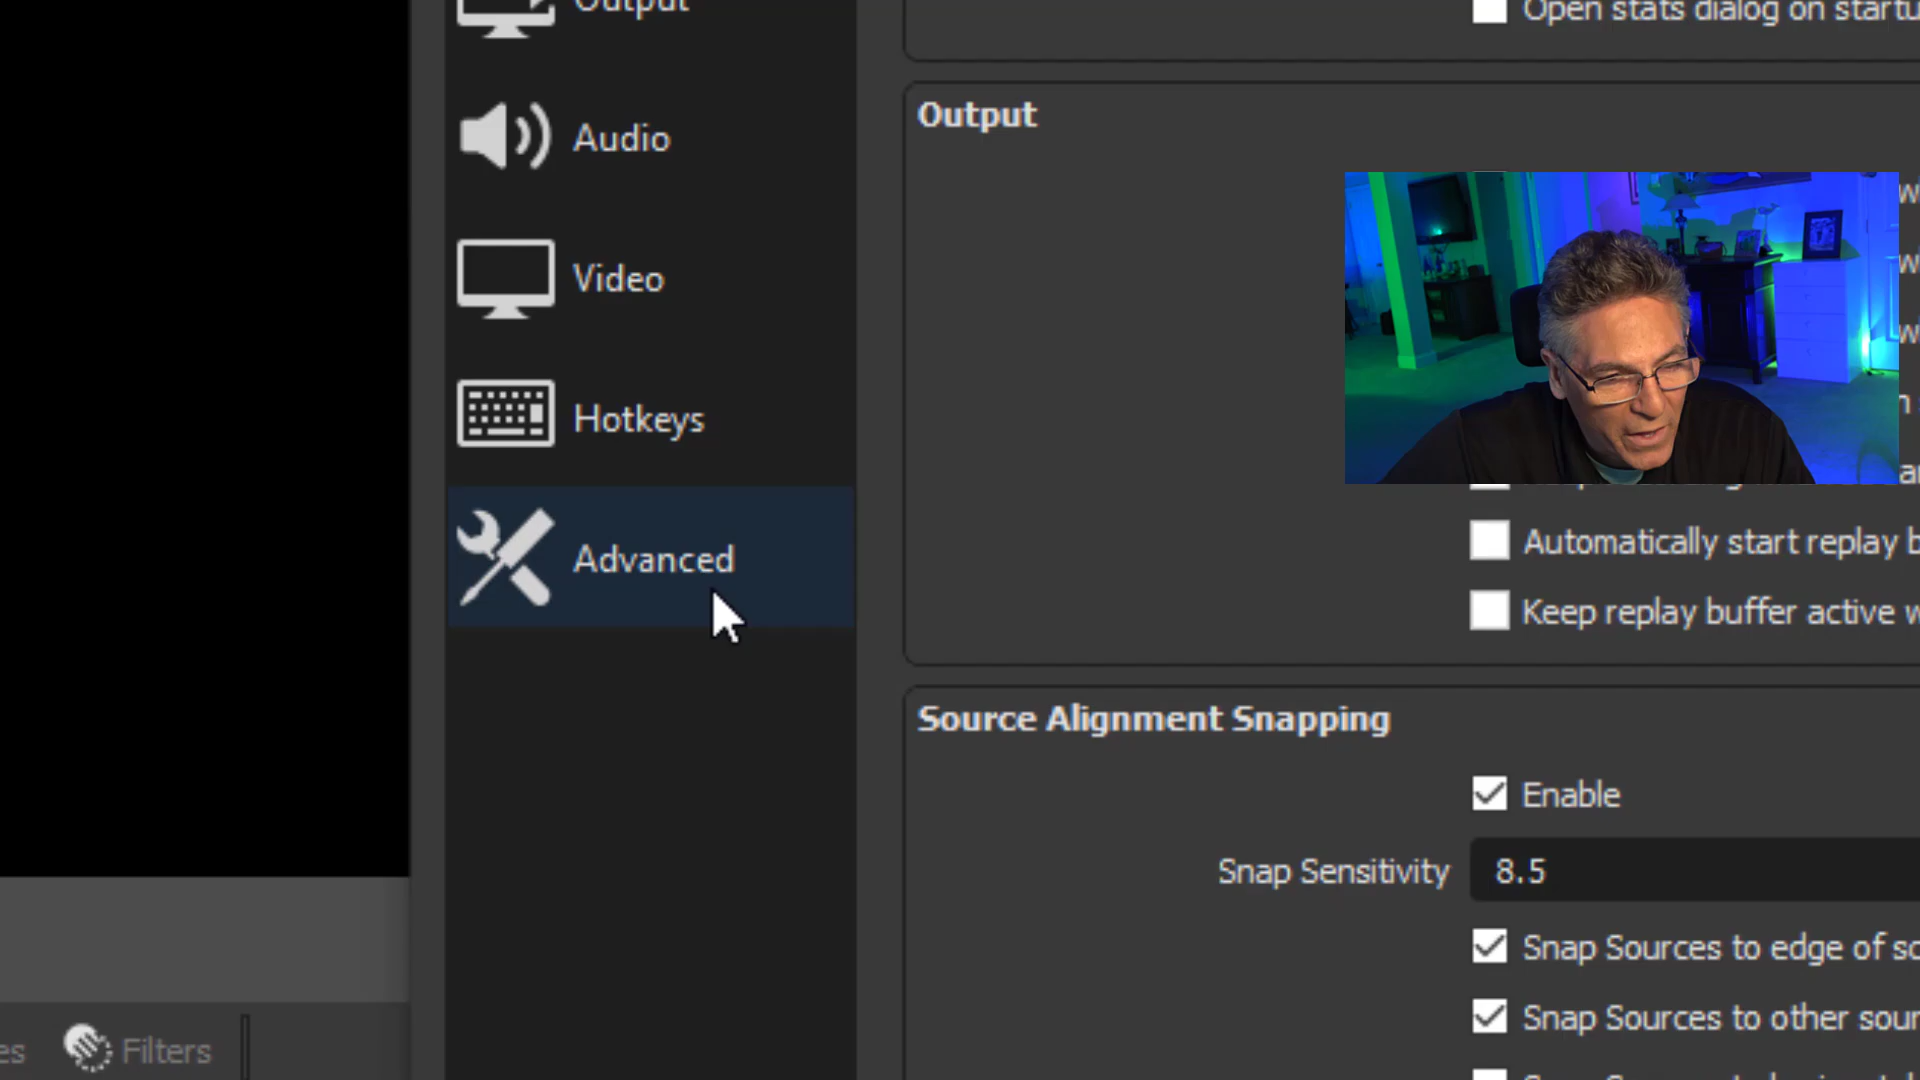 Output
Open stats dialog on startu
Output
Audio
Video
Hotkeys
Advanced
Automatically start replay b
Keep replay buffer active w
Source Alignment Snapping
Enable
Snap Sensitivity 8.5
Snap Sources to edge of sc
Snap Sources to other sour
es
Filters